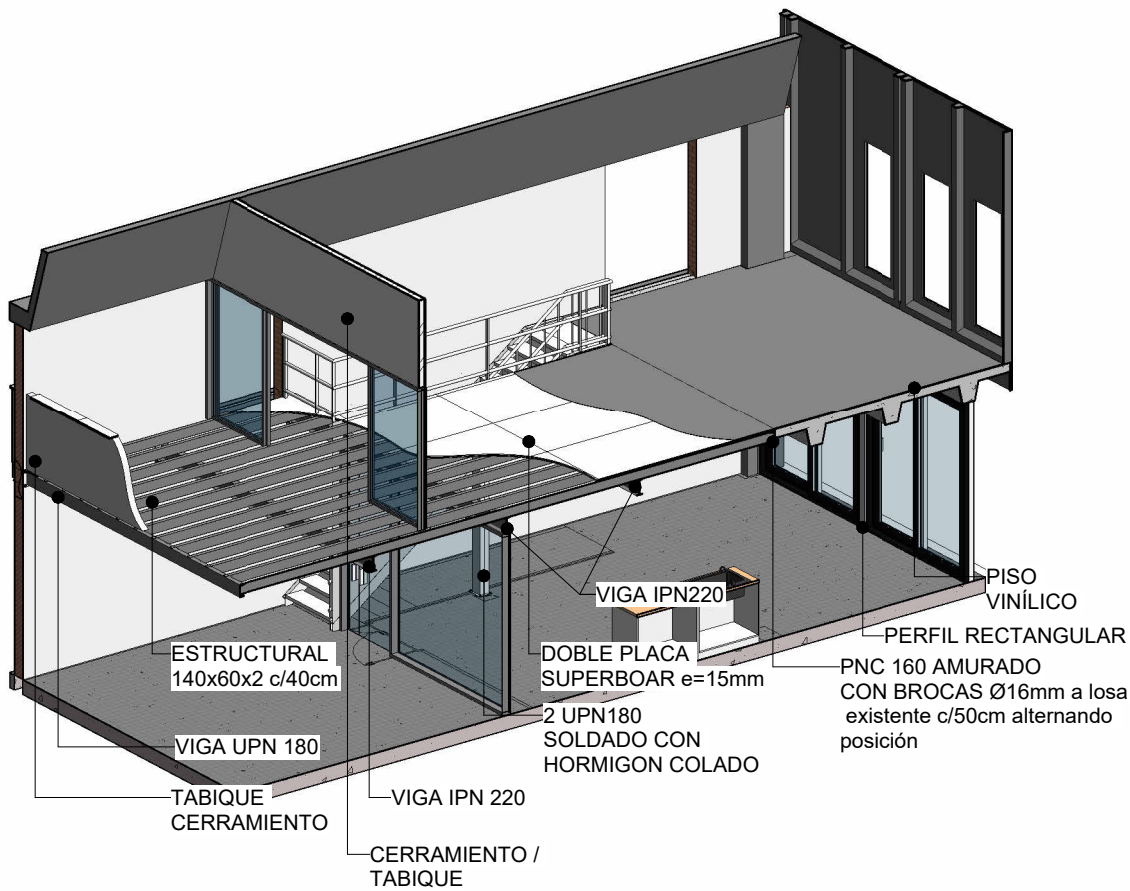 VIGA IPN220
PISO
VINÍLICO
PERFIL RECTANGULAR
ESTRUCTURAL
140x60x2 c/40cm
DOBLE PLACA
SUPERBOAR e=15mm
PNC 160 AMURADO
CON BROCAS Ø16mm a losa
existente c/50cm alternando
posición
2 UPN180
SOLDADO CON
HORMIGON COLADO
VIGA UPN 180
TABIQUE
CERRAMIENTO
VIGA IPN 220
CERRAMIENTO /
TABIQUE